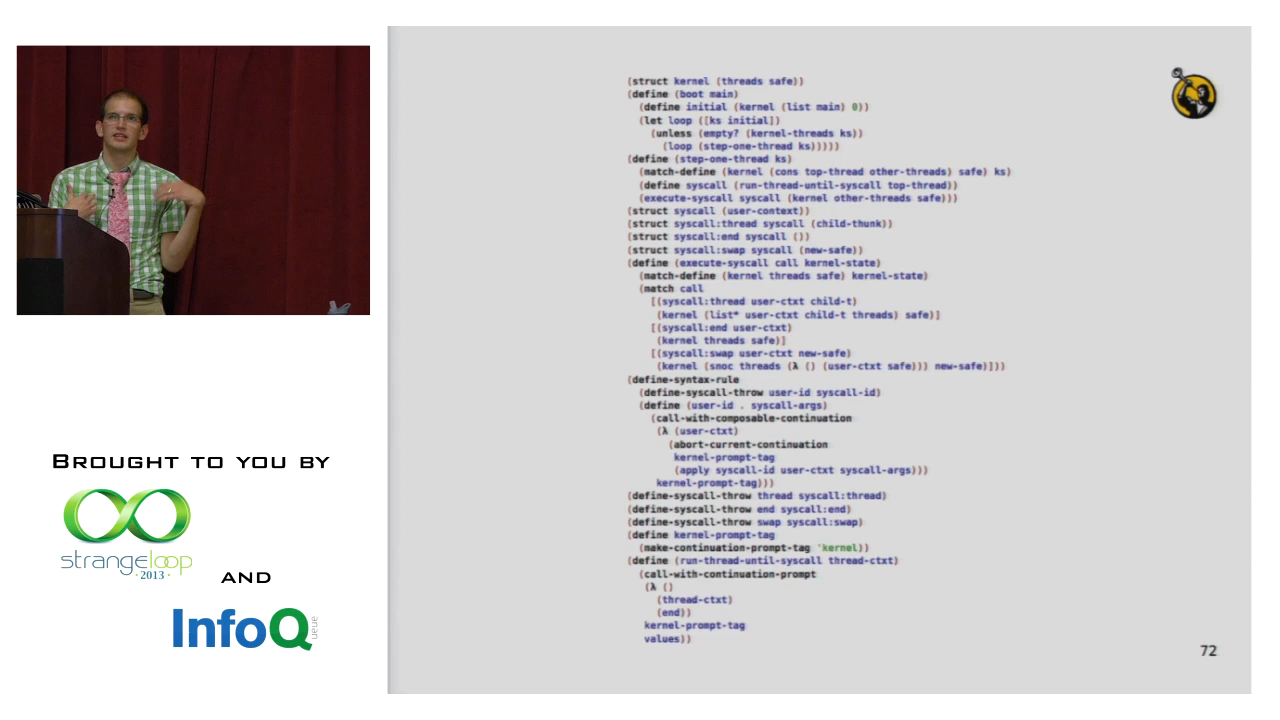 (struct kernel (threads safe))
(define (boot main)
(define initial (kernel (list main) 0))
(let loop ([ks initial])
(unless (empty? (kernel-threads ks))
(loop (step-one-thread ks)))))
(define (step-one-thread ks)
(match-define (kernel (cons top-thread other-threads) safe) ks)
(define syscall (run-thread-until-syscall top-thread))
(execute-syscall syscall (kernel other-threads safe)))
(struct syscall (user-context))
(struct syscall:thread syscall (child-thunk))
(struct syscall:end syscall ())
(struct syscall:swap syscall (new-safe))
(define (execute-syscall call kernel-state)
(match-define (kernel threads safe) kernel-state)
(match call
[(syscall:thread user-ctxt child-t)
(kernel (list* user-ctxt child-t threads) safe)]
[(syscall:end user-ctxt)
(kernel threads safe)]
[(syscall:swap user-ctxt new-safe)
(kernel (snoc threads (λ () (user-ctxt safe))) new-safe)]))
(define-syntax-rule
(define-syscall-throw user-id syscall-id)
(define (user-id . syscall-args)
(call-with-composable-continuation
(λ (user-ctxt)
(abort-current-continuation
kernel-prompt-tag
(apply syscall-id user-ctxt syscall-args)))
kernel-prompt-tag)))
(define-syscall-throw thread syscall:thread)
(define-syscall-throw end syscall:end)
(define-syscall-throw swap syscall:swap)
(define kernel-prompt-tag
(make-continuation-prompt-tag 'kernel))
(define (run-thread-until-syscall thread-ctxt)
(call-with-continuation-prompt
(λ ()
(thread-ctxt)
(end))
kernel-prompt-tag
values))
72
BROUGHT TO YOU BY
strangeloop
·2013·
AND
InfoQ
ueue